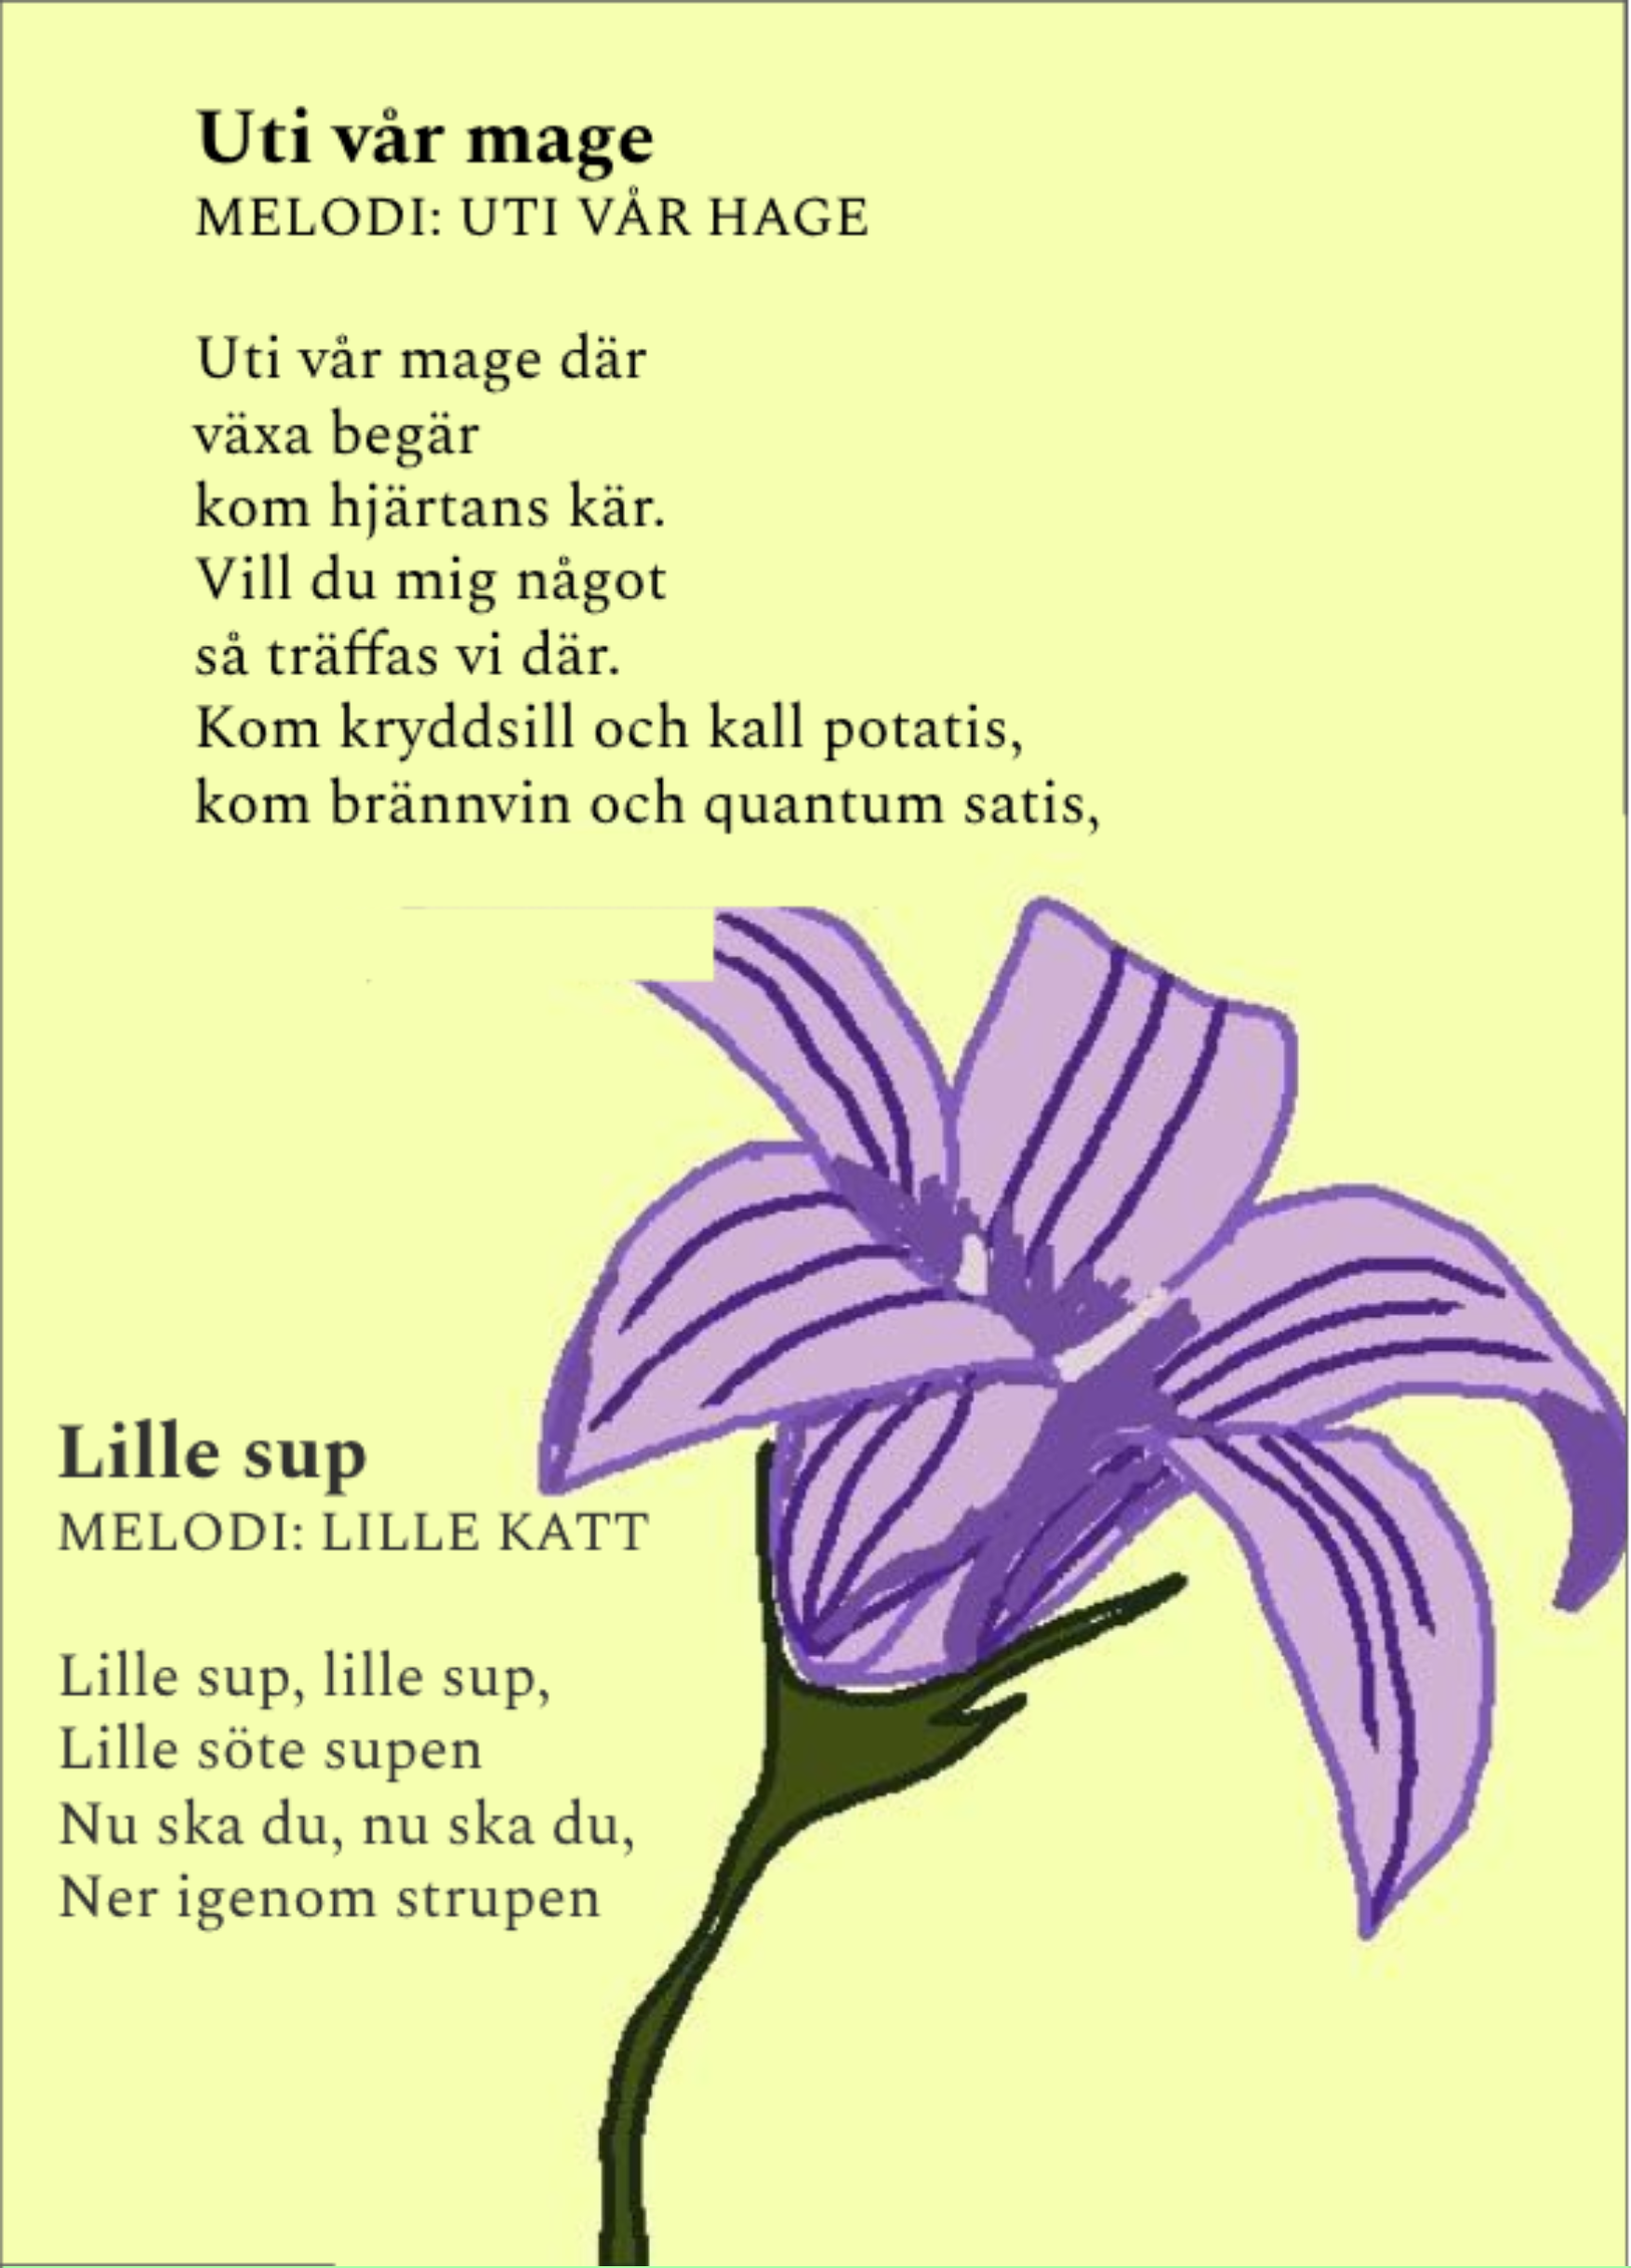 Uti vår mage
MELODI: UTI VÅR HAGE
Uti vår mage där
växa begär
kom hjärtans kär.
Vill du mig något
så träffas vi där.
Kom kryddsill och kall potatis,
kom brännvin och quantum satis,
Lille sup
MELODI: LILLE KATT
Lille sup, lille sup,
Lille söte supen
Nu ska du, nu ska du,
Ner igenom strupen